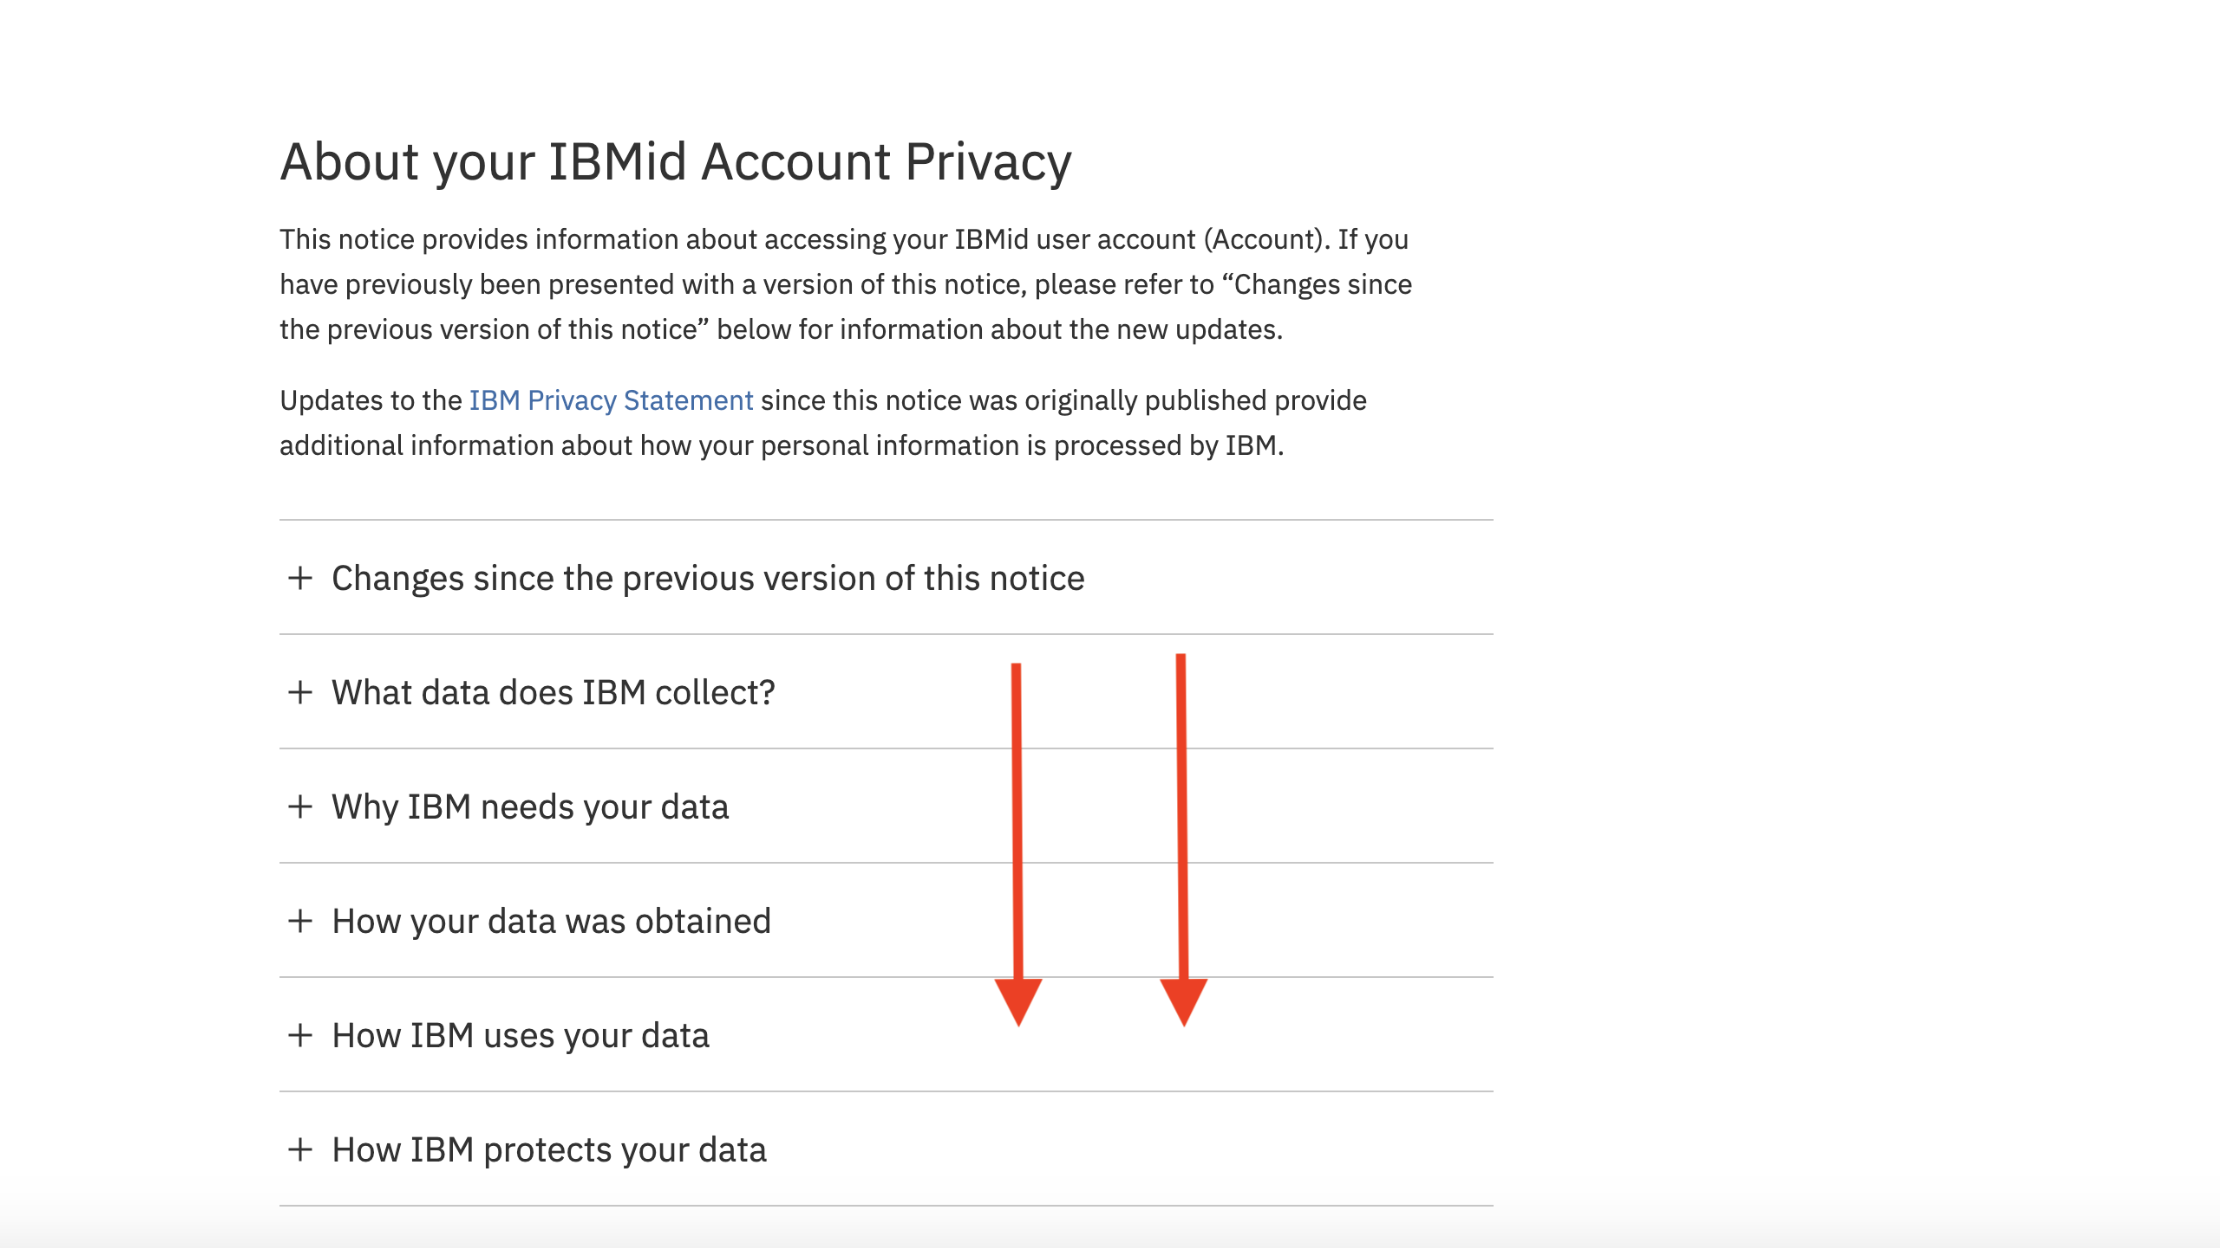 About your IBMid Account Privacy
This notice provides information about accessing your IBMid user account (Account). If you
have previously been presented with a version of this notice, please refer to “Changes since
the previous version of this notice” below for information about the new updates.
Updates to the IBM Privacy Statement since this notice was originally published provide
additional information about how your personal information is processed by IBM.
+ Changes since the previous version of this notice
+ What data does IBM collect?
+ Why IBM needs your data
+ How your data was obtained
+ How IBM uses your data
+ How IBM protects your data